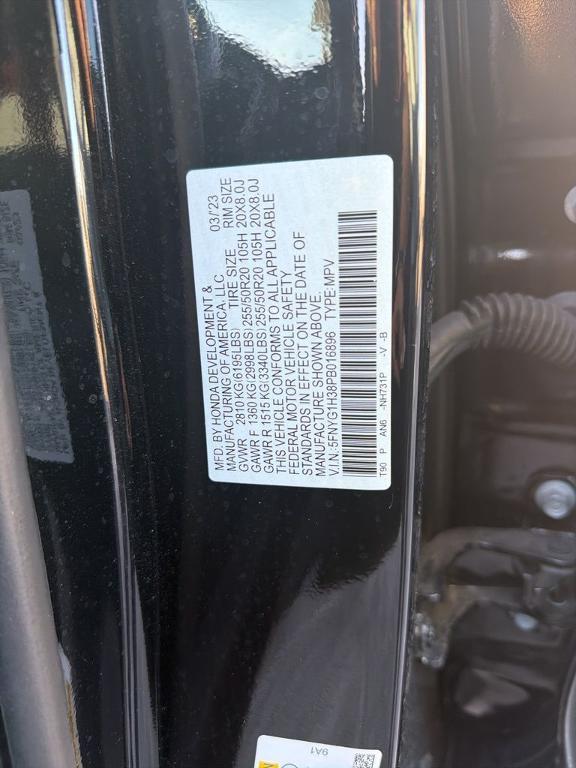 MFD. BY HONDA DEVELOPMENT & 03/'23
MANUFACTURING OF AMERICA, LLC
TIRE SIZE RIM SIZE
GVWR 2810 KG(6195LBS)
GAWR F 1360 KG(2998LBS) 255/50R20 105H 20X8.0J
GAWR R 1515 KG(3340LBS) 255/50R20 105H 20X8.0J
THIS VEHICLE CONFORMS TO ALL APPLICABLE
FEDERAL MOTOR VEHICLE SAFETY
STANDARDS IN EFFECT ON THE DATE OF
MANUFACTURE SHOWN ABOVE.
V.I.N: 5FNYG1H38PB016896 TYPE:MPV
T90 P AN6 -NH731P -V -B
9A1